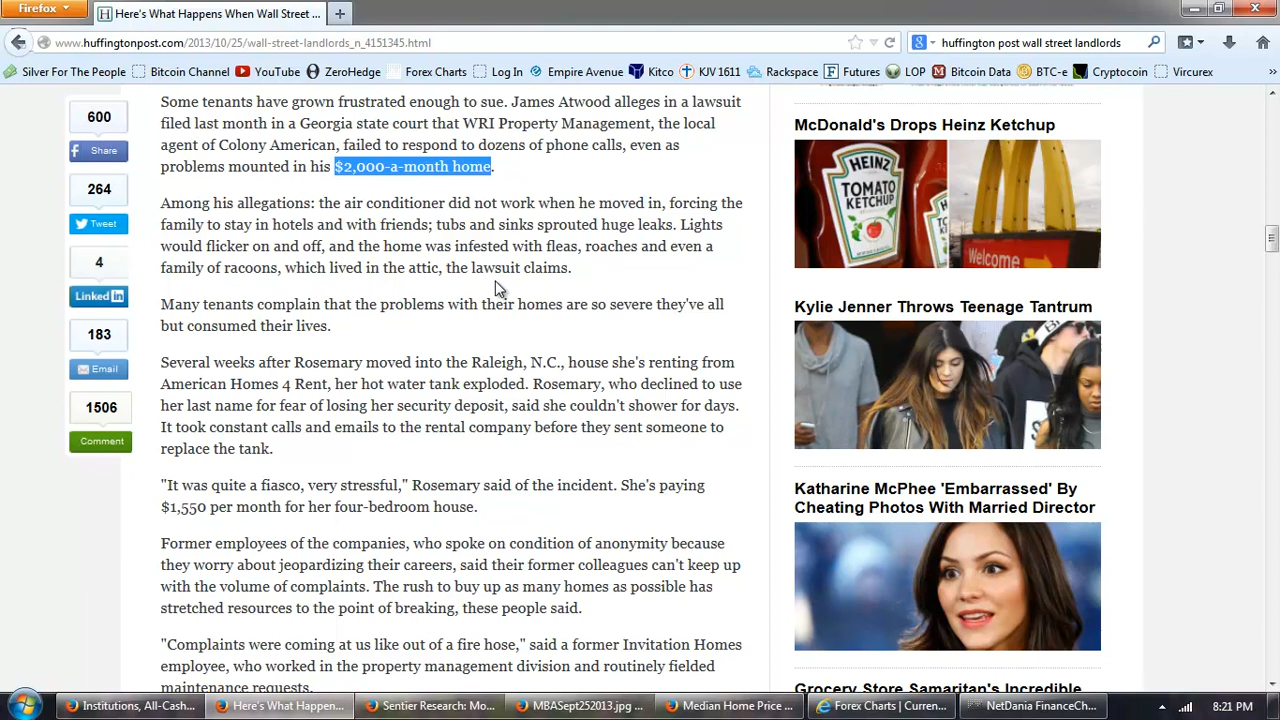 Firefox
Here's What Happens When Wall Street ...
www.huffingtonpost.com/2013/10/25/wall-street-landlords_n_4151345.html
huffington post wall street landlords
Silver For The People
Bitcoin Channel
YouTube
ZeroHedge
Forex Charts
Log In
Empire Avenue
Kitco
KJV 1611
Rackspace
Futures
LOP
Bitcoin Data
BTC-e
Cryptocoin
Vircurex
600
Share
264
Tweet
4
Linked in
183
Email
1506
Comment
Some tenants have grown frustrated enough to sue. James Atwood alleges in a lawsuit
filed last month in a Georgia state court that WRI Property Management, the local
agent of Colony American, failed to respond to dozens of phone calls, even as
problems mounted in his $2,000-a-month home.
Among his allegations: the air conditioner did not work when he moved in, forcing the
family to stay in hotels and with friends; tubs and sinks sprouted huge leaks. Lights
would flicker on and off, and the home was infested with fleas, roaches and even a
family of racoons, which lived in the attic, the lawsuit claims.
Many tenants complain that the problems with their homes are so severe they've all
but consumed their lives.
Several weeks after Rosemary moved into the Raleigh, N.C., house she's renting from
American Homes 4 Rent, her hot water tank exploded. Rosemary, who declined to use
her last name for fear of losing her security deposit, said she couldn't shower for days.
It took constant calls and emails to the rental company before they sent someone to
replace the tank.
"It was quite a fiasco, very stressful," Rosemary said of the incident. She's paying
$1,550 per month for her four-bedroom house.
Former employees of the companies, who spoke on condition of anonymity because
they worry about jeopardizing their careers, said their former colleagues can't keep up
with the volume of complaints. The rush to buy up as many homes as possible has
stretched resources to the point of breaking, these people said.
"Complaints were coming at us like out of a fire hose," said a former Invitation Homes
employee, who worked in the property management division and routinely fielded
maintenance requests.
McDonald's Drops Heinz Ketchup
HEINZ
TOMATO
KETCHUP
Welcome
Kylie Jenner Throws Teenage Tantrum
Katharine McPhee 'Embarrassed' By
Cheating Photos With Married Director
Grocery Store Samaritan's Incredible
Institutions, All-Cas...
Here's What Happen...
Sentier Research: Mo...
MBASept252013.jpg ...
Median Home Price ...
Forex Charts | Curren...
NetDania FinanceCh...
8:21 PM